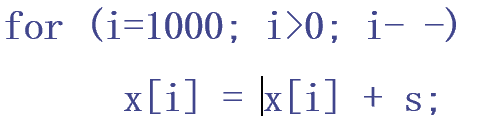 for (i=1000; i>0; i- -)
x[i] = x[i] + s;